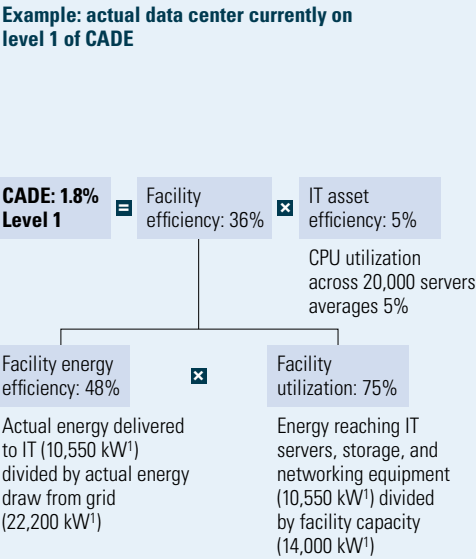 Example: actual data center currently on
level 1 of CADE
CADE: 1.8%
Level 1
=
Facility
efficiency: 36%
×
IT asset
efficiency: 5%
CPU utilization
across 20,000 servers
averages 5%
Facility energy
efficiency: 48%
×
Facility
utilization: 75%
Actual energy delivered
to IT (10,550 kW¹)
divided by actual energy
draw from grid
(22,200 kW¹)
Energy reaching IT
servers, storage, and
networking equipment
(10,550 kW¹) divided
by facility capacity
(14,000 kW¹)